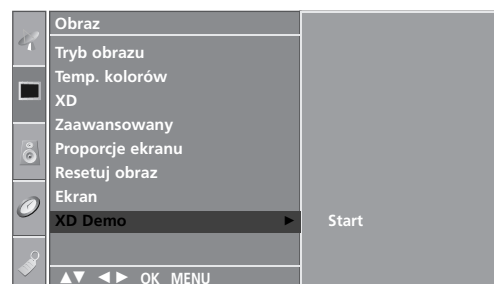 Obraz
Tryb obrazu
Temp. kolorów
XD
Zaawansowany
Proporcje ekranu
Resetuj obraz
Ekran
XD Demo ► Start
▲▼ ◄► OK MENU